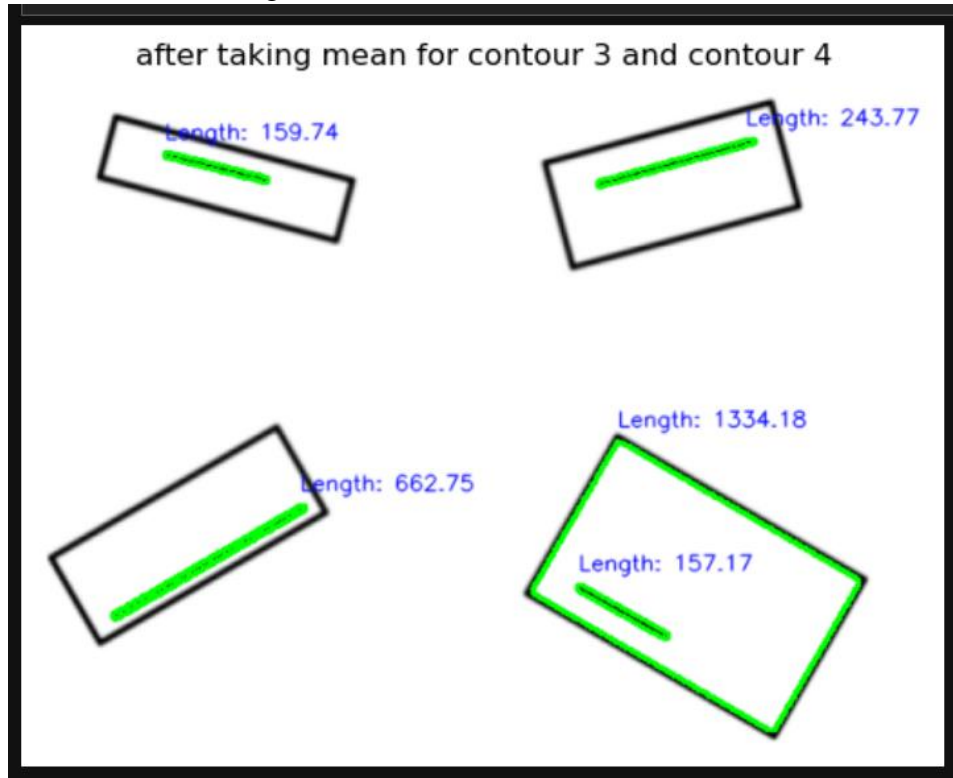 after taking mean for contour 3 and contour 4
Length: 159.74
Length: 243.77
Length: 662.75
Length: 1334.18
Length: 157.17